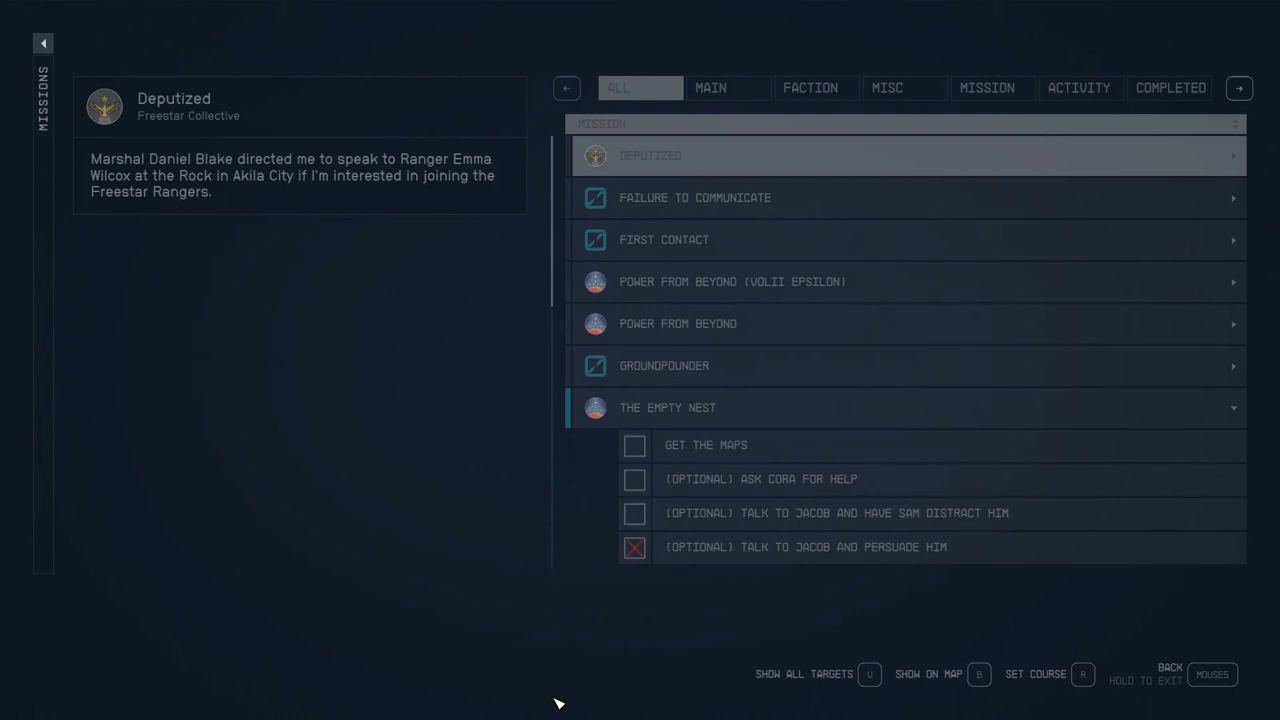 MISSIONS
Deputized
Freestar Collective
Marshal Daniel Blake directed me to speak to Ranger Emma
Wilcox at the Rock in Akila City if I'm interested in joining the
Freestar Rangers.
ALL MAIN FACTION MISC MISSION ACTIVITY COMPLETED
MISSION
DEPUTIZED
FAILURE TO COMMUNICATE
FIRST CONTACT
POWER FROM BEYOND (VOLII EPSILON)
POWER FROM BEYOND
GROUNDPOUNDER
THE EMPTY NEST
GET THE MAPS
(OPTIONAL) ASK CORA FOR HELP
(OPTIONAL) TALK TO JACOB AND HAVE SAM DISTRACT HIM
(OPTIONAL) TALK TO JACOB AND PERSUADE HIM
SHOW ALL TARGETS V SHOW ON MAP B SET COURSE R BACK MOUSE5
HOLD TO EXIT